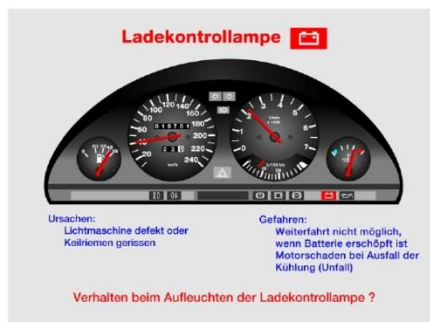 Ladekontrollampe
Ursachen:
Lichtmaschine defekt oder
Keilriemen gerissen
Gefahren:
Weiterfahrt nicht möglich,
wenn Batterie erschöpft ist
Motorschaden bei Ausfall der
Kühlung (Unfall)
Verhalten beim Aufleuchten der Ladekontrollampe ?